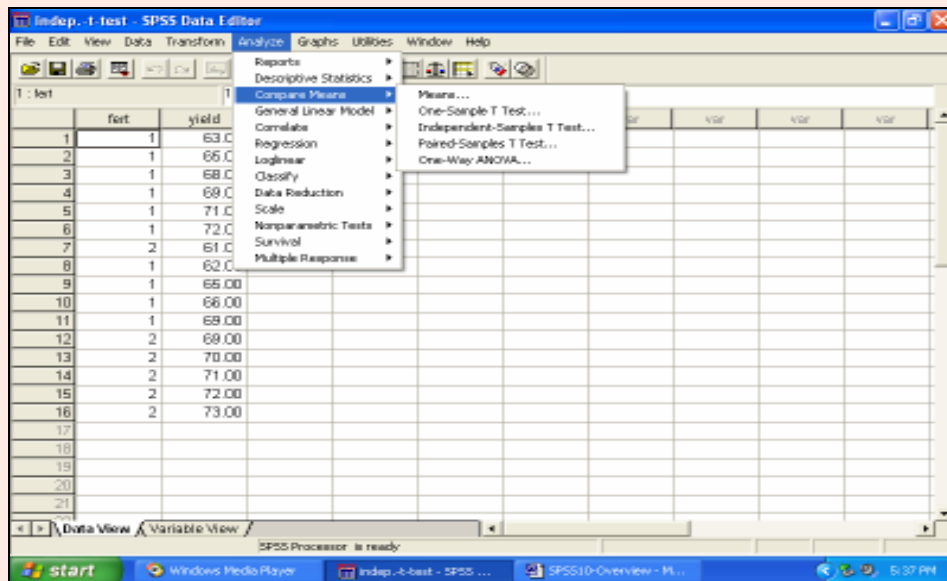 indep.-t-test - SPSS Data Editor
File Edit View Data Transform Analyze Graphs Utilities Window Help
1 : fert
1
Reports
Descriptive Statistics
Compare Means
General Linear Model
Correlate
Regression
Loglinear
Classify
Data Reduction
Scale
Nonparametric Tests
Survival
Multiple Response
Means...
One-Sample T Test...
Independent-Samples T Test...
Paired-Samples T Test...
One-Way ANOVA...
fert yield var var var
1 1 63.0
2 1 65.0
3 1 68.0
4 1 69.0
5 1 71.0
6 1 72.0
7 2 61.0
8 1 62.0
9 1 65.00
10 1 66.00
11 1 69.00
12 2 69.00
13 2 70.00
14 2 71.00
15 2 72.00
16 2 73.00
17
18
19
20
21
Data View Variable View
SPSS Processor is ready
start Windows Media Player indep.-t-test - SPSS ... SPSS10-Overview - M... 5:37 PM